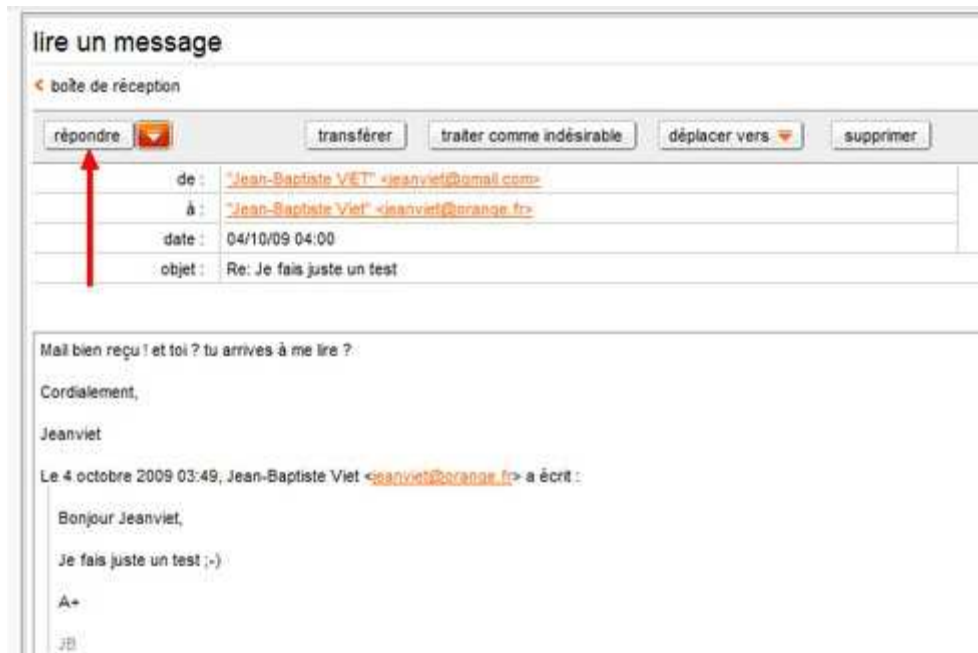 lire un message
boîte de réception
répondre transférer traiter comme indésirable déplacer vers supprimer
de : "Jean-Baptiste VIET" <jeanviet@gmail.com>
à : "Jean-Baptiste Viet" <jeanviet@orange.fr>
date : 04/10/09 04:00
objet : Re: Je fais juste un test
Mail bien reçu ! et toi ? tu arrives à me lire ?
Cordialement,
Jeanviet
Le 4 octobre 2009 03:49, Jean-Baptiste Viet <jeanviet@orange.fr> a écrit :
Bonjour Jeanviet,
Je fais juste un test ;-)
A+
JB